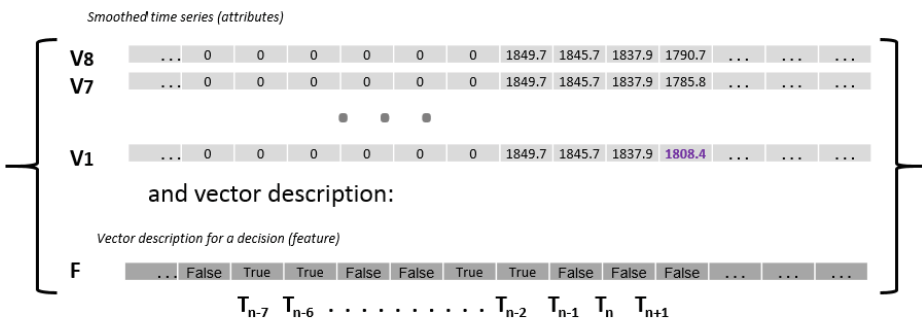 Smoothed time series (attributes)
V8 ... 0 0 0 0 0 0 1849.7 1845.7 1837.9 1790.7 ... ... ...
V7 ... 0 0 0 0 0 0 1849.7 1845.7 1837.9 1785.8 ... ... ...
V1 ... 0 0 0 0 0 0 1849.7 1845.7 1837.9 1808.4 ... ... ...
and vector description:
Vector description for a decision (feature)
F ... False True True False False True True False False False ... ... ...
Tn-7 Tn-6 . . . . . . . . . . Tn-2 Tn-1 Tn Tn+1